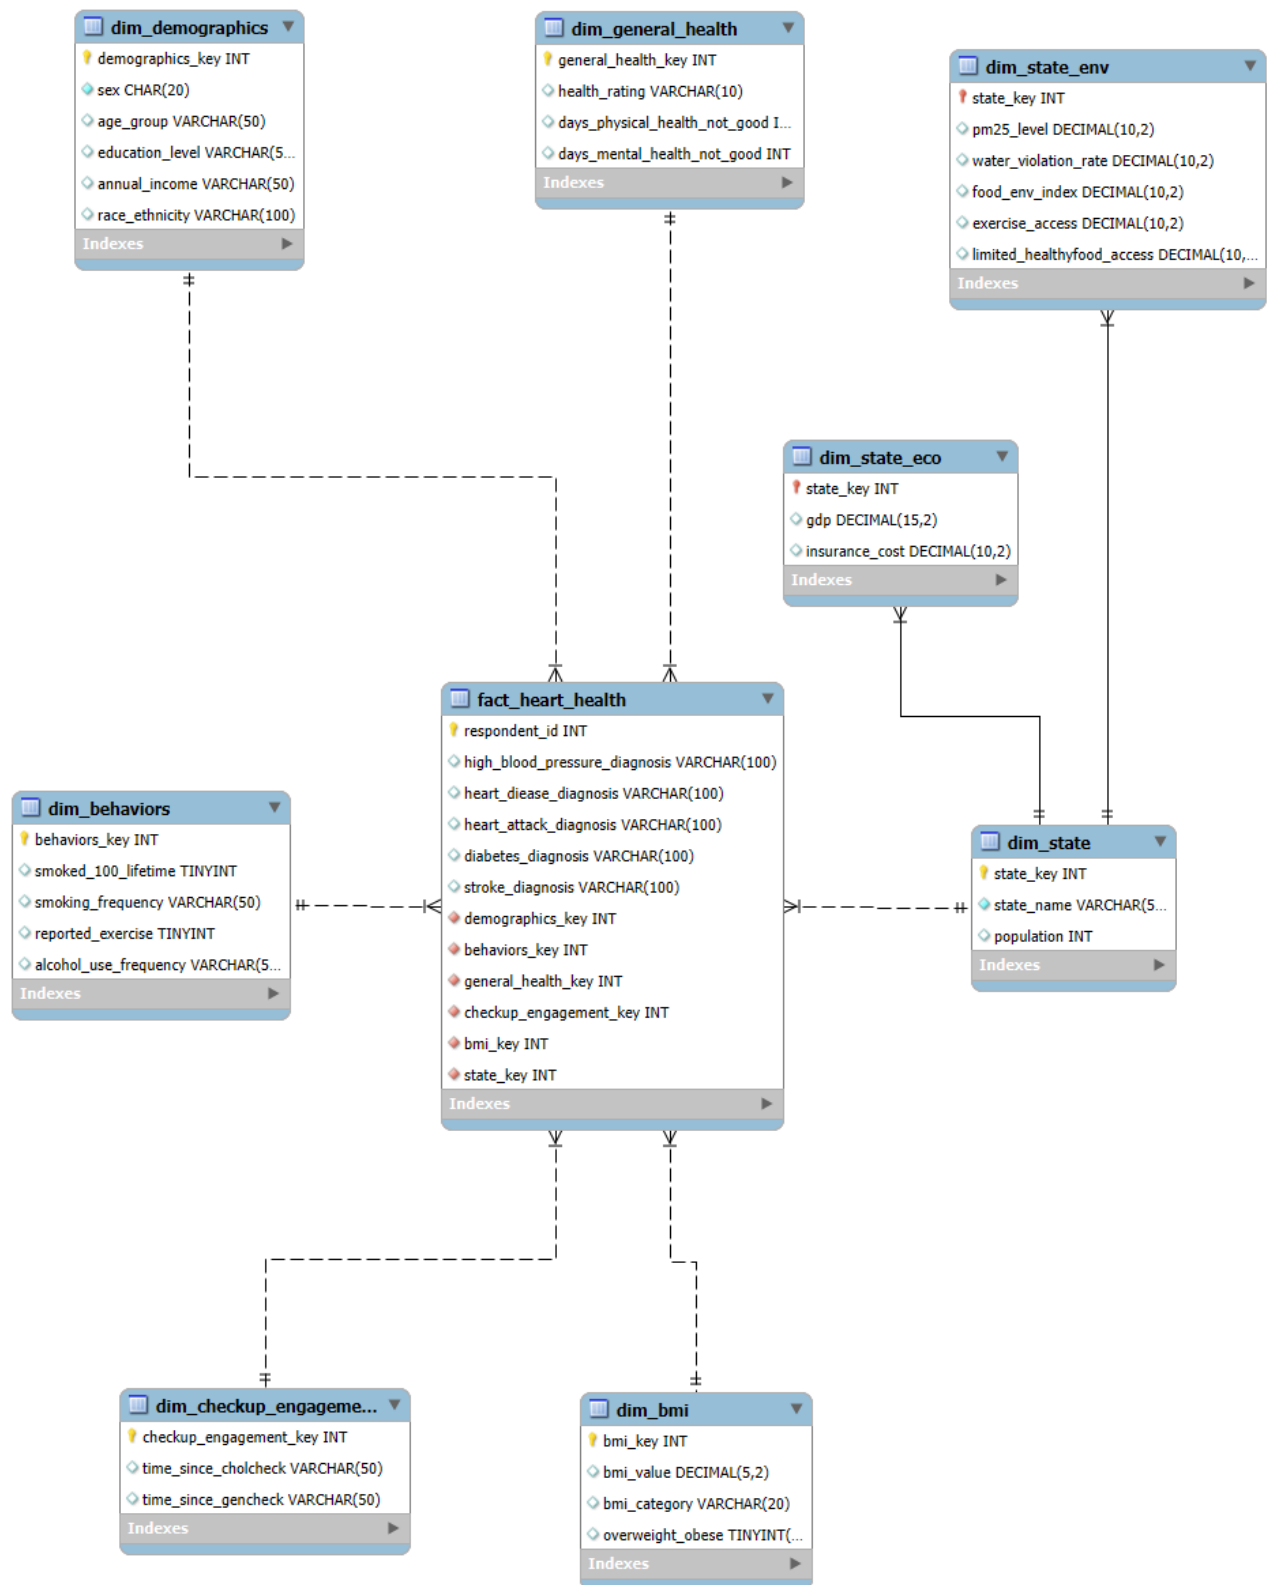 dim_demographics
demographics_key INT
sex CHAR(20)
age_group VARCHAR(50)
education_level VARCHAR(5...
annual_income VARCHAR(50)
race_ethnicity VARCHAR(100)
Indexes
dim_general_health
general_health_key INT
health_rating VARCHAR(10)
days_physical_health_not_good I...
days_mental_health_not_good INT
Indexes
dim_state_env
state_key INT
pm25_level DECIMAL(10,2)
water_violation_rate DECIMAL(10,2)
food_env_index DECIMAL(10,2)
exercise_access DECIMAL(10,2)
limited_healthyfood_access DECIMAL(10,...
Indexes
dim_state_eco
state_key INT
gdp DECIMAL(15,2)
insurance_cost DECIMAL(10,2)
Indexes
fact_heart_health
respondent_id INT
high_blood_pressure_diagnosis VARCHAR(100)
heart_diease_diagnosis VARCHAR(100)
heart_attack_diagnosis VARCHAR(100)
diabetes_diagnosis VARCHAR(100)
stroke_diagnosis VARCHAR(100)
demographics_key INT
behaviors_key INT
general_health_key INT
checkup_engagement_key INT
bmi_key INT
state_key INT
Indexes
dim_behaviors
behaviors_key INT
smoked_100_lifetime TINYINT
smoking_frequency VARCHAR(50)
reported_exercise TINYINT
alcohol_use_frequency VARCHAR(5...
Indexes
dim_state
state_key INT
state_name VARCHAR(5...
population INT
Indexes
dim_checkup_engageme...
checkup_engagement_key INT
time_since_cholcheck VARCHAR(50)
time_since_gencheck VARCHAR(50)
Indexes
dim_bmi
bmi_key INT
bmi_value DECIMAL(5,2)
bmi_category VARCHAR(20)
overweight_obese TINYINT(...
Indexes